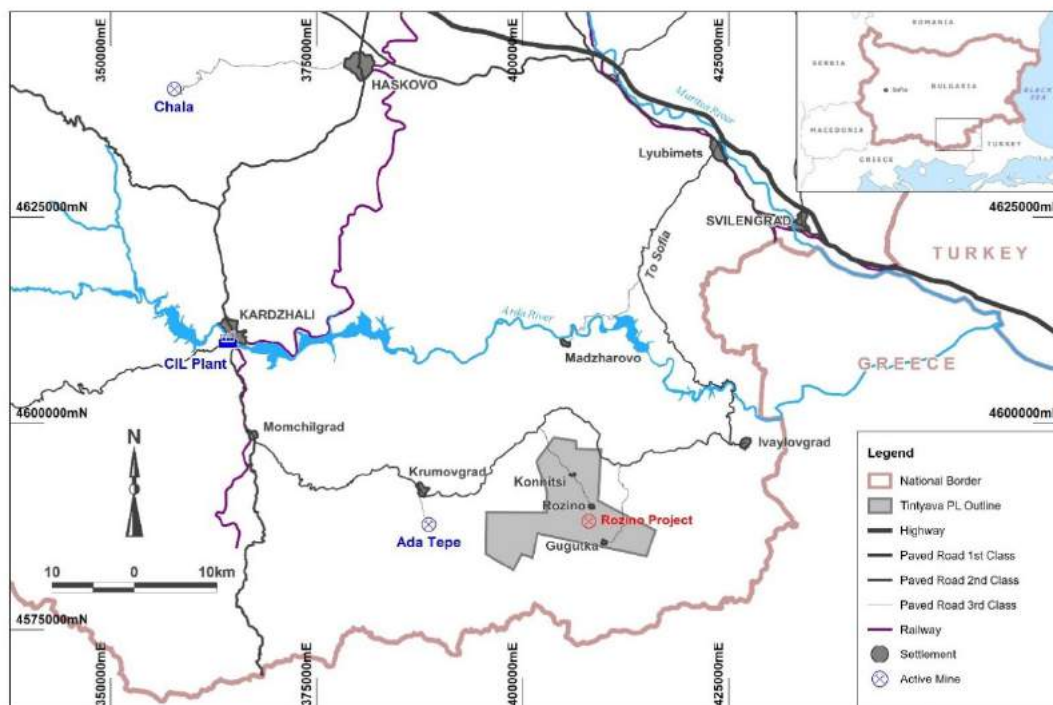 350000mE
375000mE
400000mE
425000mE
ROMANIA
SERBIA
BULGARIA
Sofia
BLACK
SEA
MACEDONIA
GREECE
TURKEY
HASKOVO
Chala
Maritsa River
Lyubimets
4625000mN
SVILENGRAD
TURKEY
To Sofia
KARDZHALI
Arda River
CIL Plant
Madzharovo
GREECE
4600000mN
4600000mN
Momchilgrad
Ivaylovgrad
N
Krumovgrad
Konnitsi
Rozino
Rozino Project
Ada Tepe
Gugutka
10 0 10km
4575000mN
350000mE
375000mE
400000mE
425000mE
Legend
National Border
Tintyava PL Outline
Highway
Paved Road 1st Class
Paved Road 2nd Class
Paved Road 3rd Class
Railway
Settlement
Active Mine